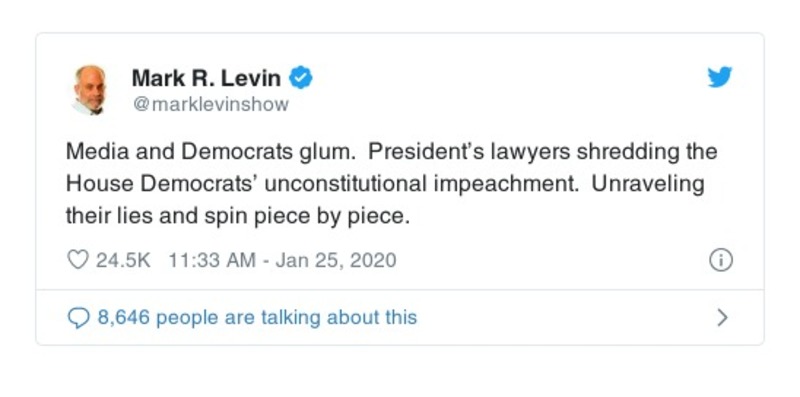 Mark R. Levin
@marklevinshow
Media and Democrats glum.  President's lawyers shredding the
House Democrats' unconstitutional impeachment.  Unraveling
their lies and spin piece by piece.
24.5K  11:33 AM - Jan 25, 2020
8,646 people are talking about this